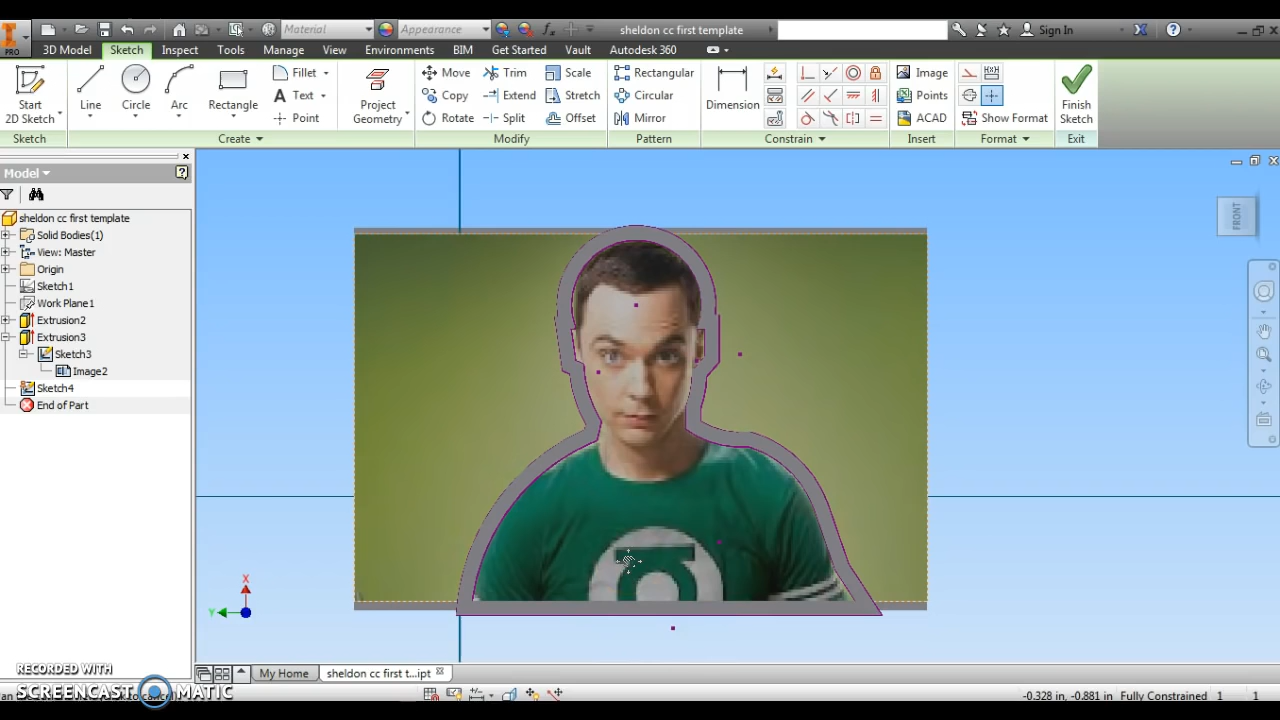 PRO
Material
Appearance
sheldon cc first template
Sign In
3D Model Sketch Inspect Tools Manage View Environments BIM Get Started Vault Autodesk 360
Start
2D Sketch
Line
Circle
Arc
Rectangle
Fillet
Text
Point
Project
Geometry
Move
Copy
Rotate
Trim
Extend
Split
Scale
Stretch
Offset
Rectangular
Circular
Mirror
Dimension
Image
Points
ACAD
Show Format
Finish
Sketch
Sketch Create Modify Pattern Constrain Insert Format Exit
Model
sheldon cc first template
Solid Bodies(1)
View: Master
Origin
Sketch1
Work Plane1
Extrusion2
Extrusion3
Sketch3
Image2
Sketch4
End of Part
FRONT
X
Y
My Home
sheldon cc first t...ipt
RECORDED WITH
SCREENCAST MATIC
-0.328 in, -0.881 in Fully Constrained 1 1